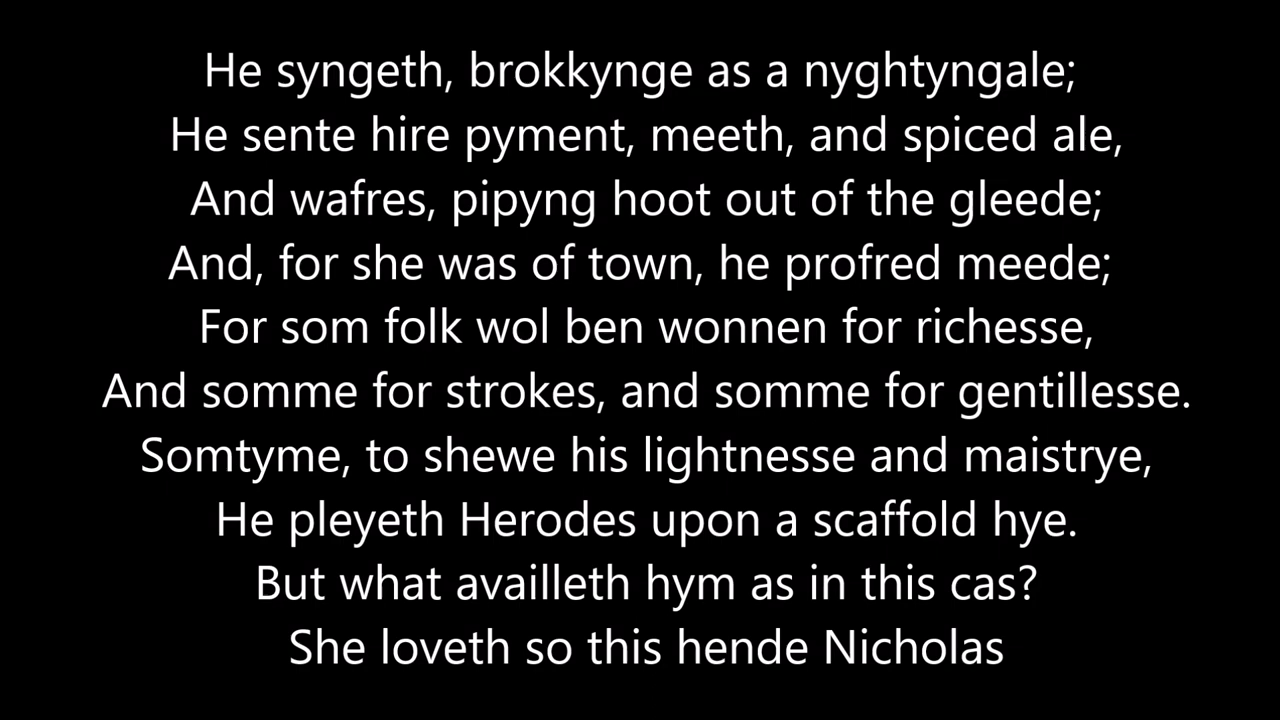 He syngeth, brokkynge as a nyghtyngale;
He sente hire pyment, meeth, and spiced ale,
And wafres, pipyng hoot out of the gleede;
And, for she was of town, he profred meede;
For som folk wol ben wonnen for richesse,
And somme for strokes, and somme for gentillesse.
Somtyme, to shewe his lightnesse and maistrye,
He pleyeth Herodes upon a scaffold hye.
But what availleth hym as in this cas?
She loveth so this hende Nicholas